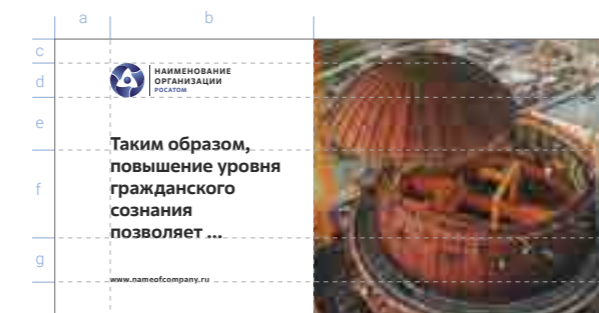 a
b
c
d
e
f
g
НАИМЕНОВАНИЕ
ОРГАНИЗАЦИИ
РОСАТОМ
Таким образом,
повышение уровня
гражданского
сознания
позволяет ...
www.nameofcompany.ru